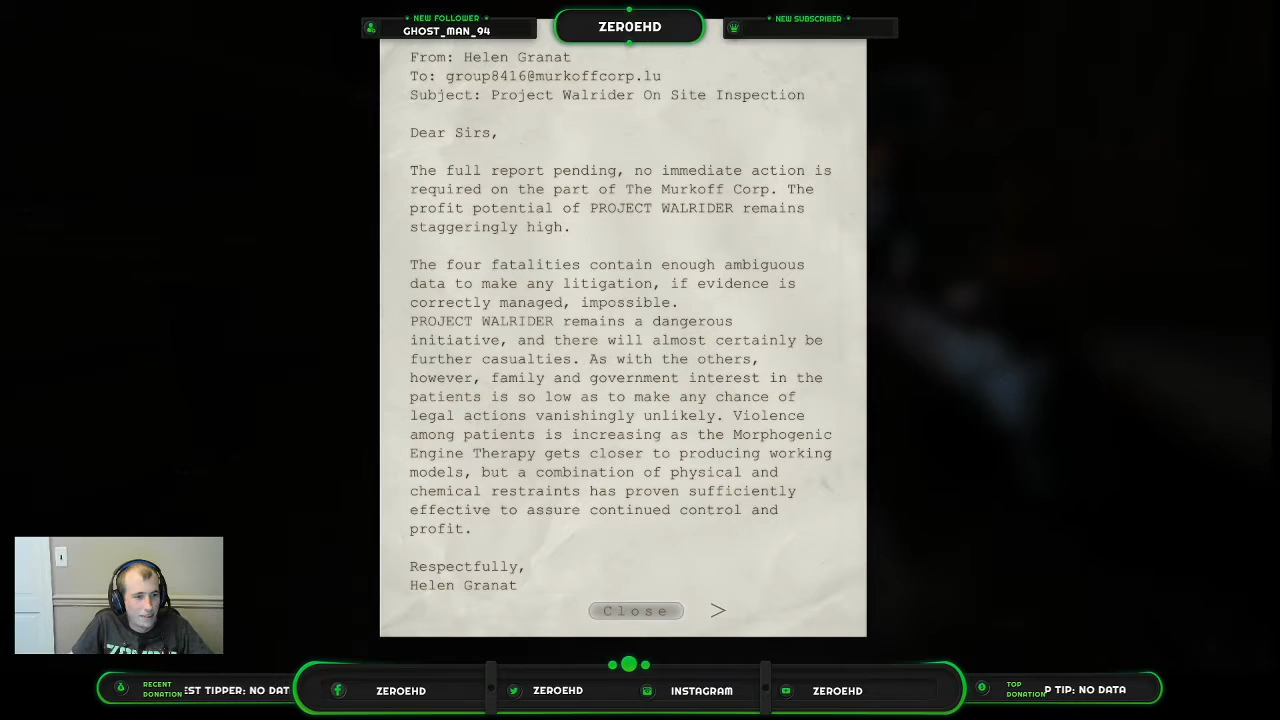 NEW FOLLOWER
GHOST_MAN_94
ZEROEHD
NEW SUBSCRIBER
From: Helen Granat
To: group8416@murkoffcorp.lu
Subject: Project Walrider On Site Inspection
Dear Sirs,
The full report pending, no immediate action is
required on the part of The Murkoff Corp. The
profit potential of PROJECT WALRIDER remains
staggeringly high.
The four fatalities contain enough ambiguous
data to make any litigation, if evidence is
correctly managed, impossible.
PROJECT WALRIDER remains a dangerous
initiative, and there will almost certainly be
further casualties. As with the others,
however, family and government interest in the
patients is so low as to make any chance of
legal actions vanishingly unlikely. Violence
among patients is increasing as the Morphogenic
Engine Therapy gets closer to producing working
models, but a combination of physical and
chemical restraints has proven sufficiently
effective to assure continued control and
profit.
Respectfully,
Helen Granat
Close >
RECENT
DONATION
ST TIPPER: NO DAT
ZEROEHD
ZEROEHD
INSTAGRAM
ZEROEHD
TOP
DONATION
P TIP: NO DATA